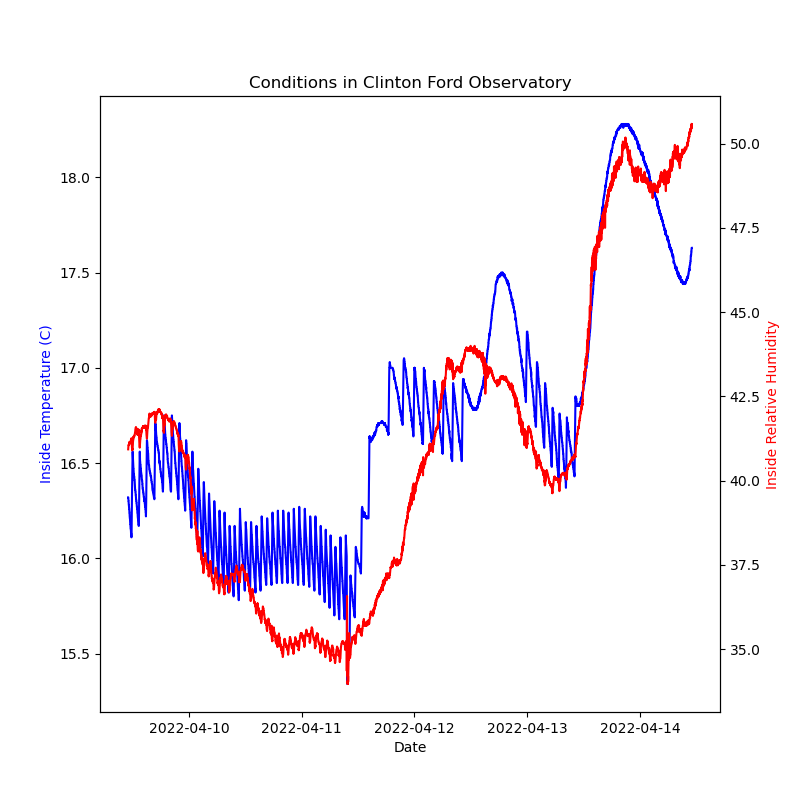 Conditions in Clinton Ford Observatory
Inside Temperature (C)
18.0
17.5
17.0
16.5
16.0
15.5
50.0
47.5
45.0
42.5
40.0
37.5
35.0
Inside Relative Humidity
2022-04-10 2022-04-11 2022-04-12 2022-04-13 2022-04-14
Date